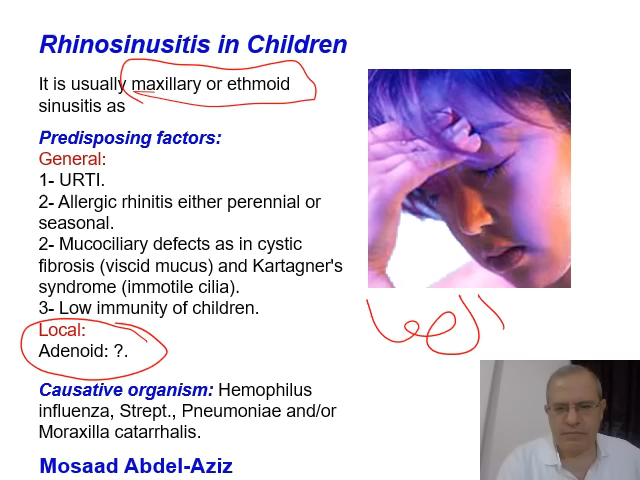 Rhinosinusitis in Children
It is usually maxillary or ethmoid
sinusitis as
Predisposing factors:
General:
1- URTI.
2- Allergic rhinitis either perennial or
seasonal.
2- Mucociliary defects as in cystic
fibrosis (viscid mucus) and Kartagner's
syndrome (immotile cilia).
3- Low immunity of children.
Local:
Adenoid: ?.
Causative organism: Hemophilus
influenza, Strept., Pneumoniae and/or
Moraxilla catarrhalis.
Mosaad Abdel-Aziz